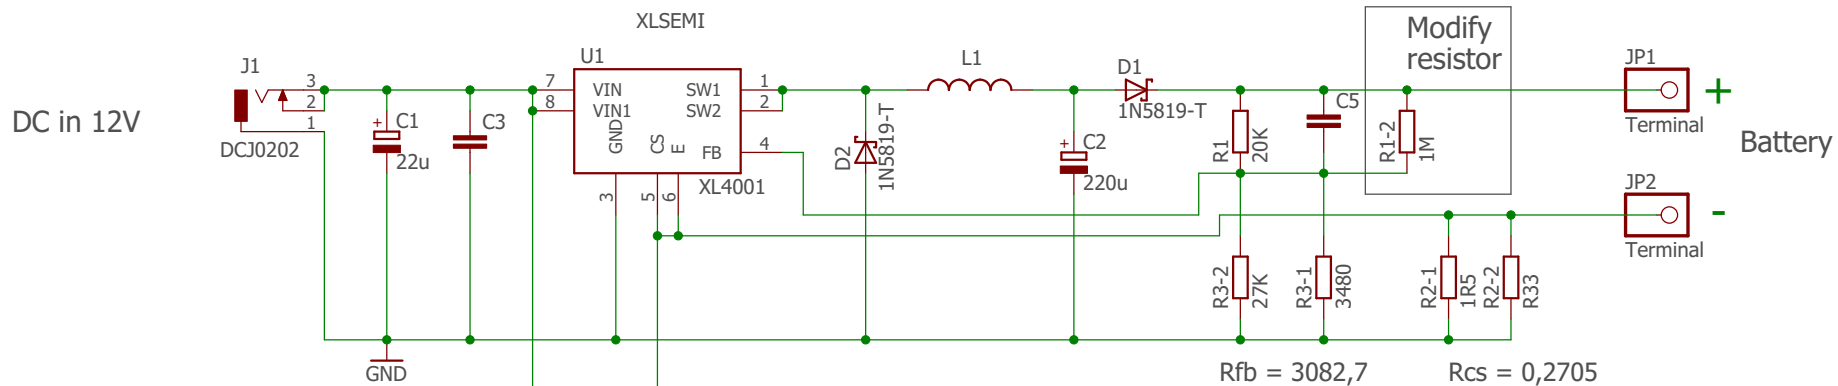 XLSEMI
Modify
resistor
J1
U1
L1
D1
JP1
3
2
1
7
8
VIN
VIN1
SW1
SW2
1
2
1N5819-T
C5
+
Terminal
DC in 12V
DCJ0202
+
C1
22u
C3
GND
CS
E
FB
4
D2
1N5819-T
+
C2
220u
R1
20K
R1-2
1M
Battery
XL4001
3
5
6
JP2
-
Terminal
R3-2
27K
R3-1
3480
R2-1
1R5
R2-2
R33
GND
Rfb = 3082,7
Rcs = 0,2705